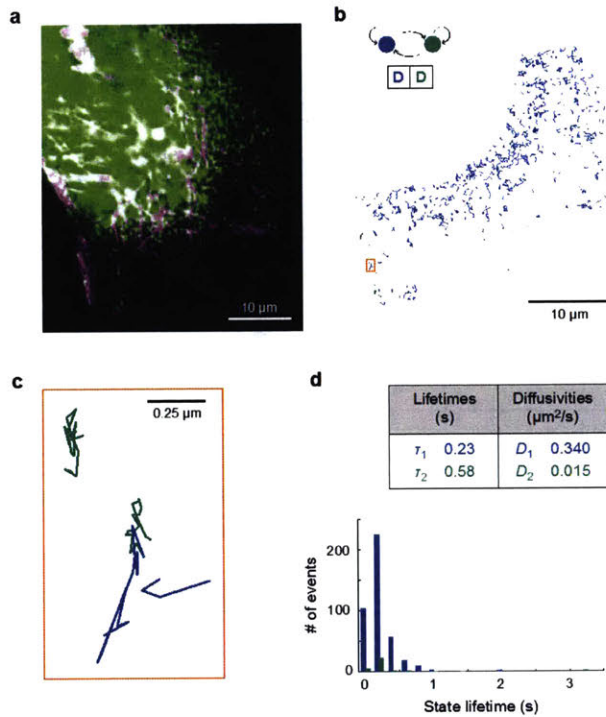 a
10 µm
b
D D
10 µm
c
0.25 µm
d
Lifetimes Diffusivities
(s) (µm²/s)
τ₁ 0.23 D₁ 0.340
τ₂ 0.58 D₂ 0.015
# of events
200
100
0
0 1 2 3
State lifetime (s)